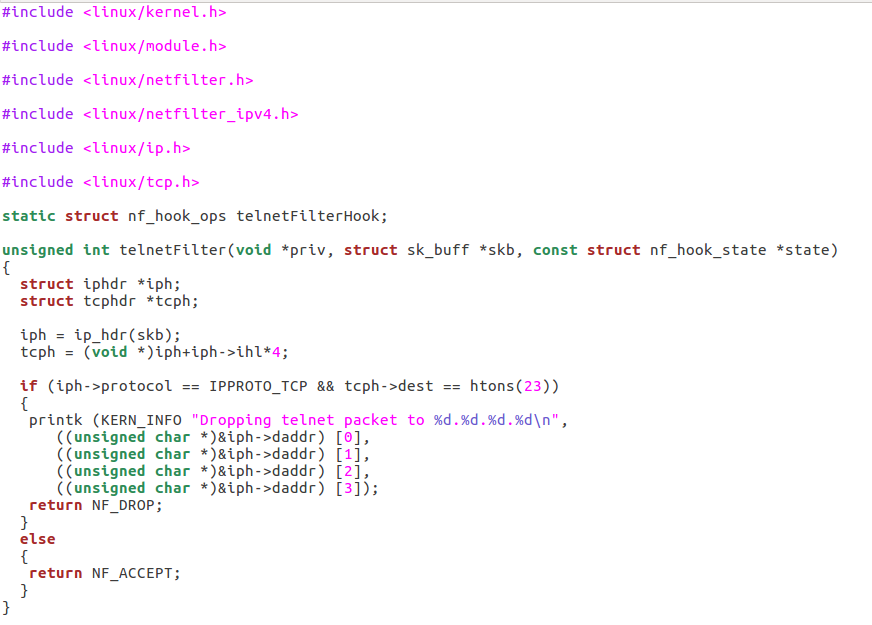 #include <linux/kernel.h>
#include <linux/module.h>
#include <linux/netfilter.h>
#include <linux/netfilter_ipv4.h>
#include <linux/ip.h>
#include <linux/tcp.h>
static struct nf_hook_ops telnetFilterHook;
unsigned int telnetFilter(void *priv, struct sk_buff *skb, const struct nf_hook_state *state)
{
  struct iphdr *iph;
  struct tcphdr *tcph;
  iph = ip_hdr(skb);
  tcph = (void *)iph+iph->ihl*4;
  if (iph->protocol == IPPROTO_TCP && tcph->dest == htons(23))
  {
   printk (KERN_INFO "Dropping telnet packet to %d.%d.%d.%d\n",
      ((unsigned char *)&iph->daddr) [0],
      ((unsigned char *)&iph->daddr) [1],
      ((unsigned char *)&iph->daddr) [2],
      ((unsigned char *)&iph->daddr) [3]);
   return NF_DROP;
  }
  else
  {
   return NF_ACCEPT;
  }
}